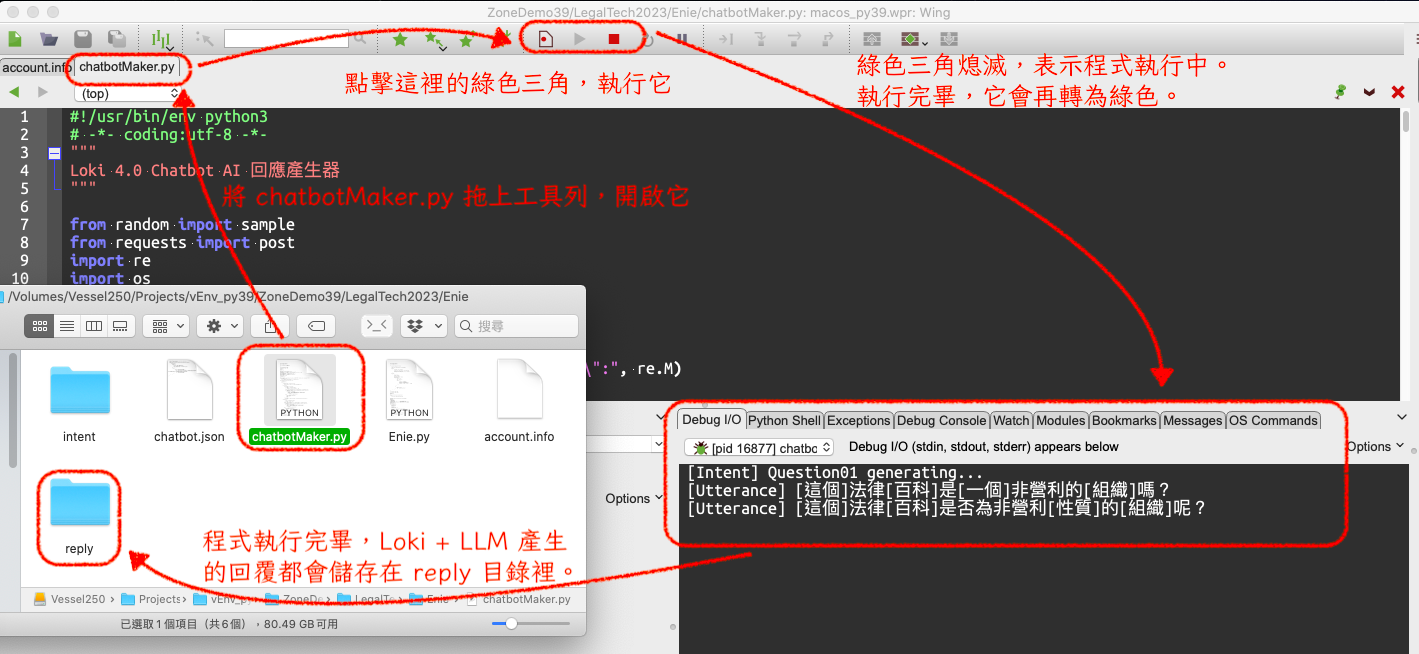 ZoneDemo39/LegalTech2023/Enie/chatbotMaker.py: macos_py39.wpr: Wing
account.info
chatbotMaker.py
點擊這裡的綠色三角，執行它
綠色三角熄滅，表示程式執行中。
執行完畢，它會再轉為綠色。
(top)
1 #!/usr/bin/env python3
2 # -*- coding:utf-8 -*-
3 """
4 Loki 4.0 Chatbot AI 回應產生器
5 """
將 chatbotMaker.py 拖上工具列，開啟它
6
7 from random import sample
8 from requests import post
9 import re
10 import os
/Volumes/Vessel250/Projects/vEnv_py39/ZoneDemo39/LegalTech2023/Enie
搜尋
\":", re.M)
PYTHON
PYTHON
intent
chatbot.json
chatbotMaker.py
Enie.py
account.info
Debug I/O
Python Shell
Exceptions
Debug Console
Watch
Modules
Bookmarks
Messages
OS Commands
[pid 16877] chatbc
Debug I/O (stdin, stdout, stderr) appears below
Options
Options
[Intent] Question01 generating...
[Utterance] [這個]法律[百科]是[一個]非營利的[組織]嗎？
[Utterance] [這個]法律[百科]是否為非營利[性質]的[組織]呢？
reply
程式執行完畢，Loki + LLM 產生
的回覆都會儲存在 reply 目錄裡。
Vessel250 › Projects › vEnv_py › ZoneDe › LegalTe › Enie › chatbotMaker.py
已選取 1 個項目（共 6 個），80.49 GB 可用